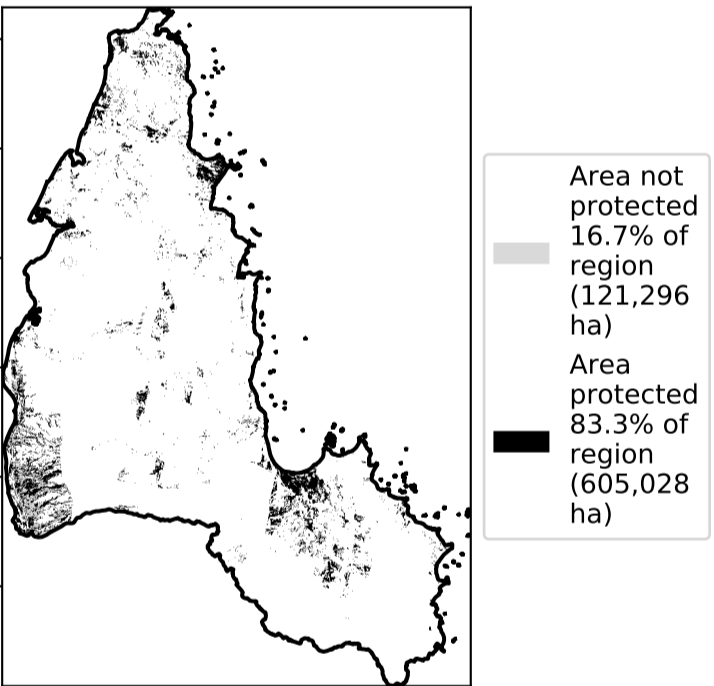 Area not
protected
16.7% of
region
(121,296
ha)
Area
protected
83.3% of
region
(605,028
ha)